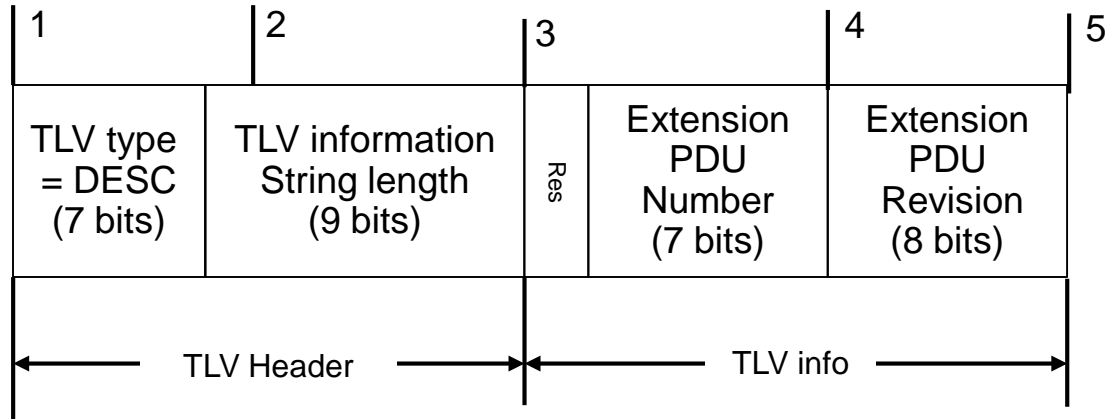 1
2
3
4
5
TLV type
= DESC
(7 bits)
TLV information
String length
(9 bits)
Res
Extension
PDU
Number
(7 bits)
Extension
PDU
Revision
(8 bits)
TLV Header
TLV info